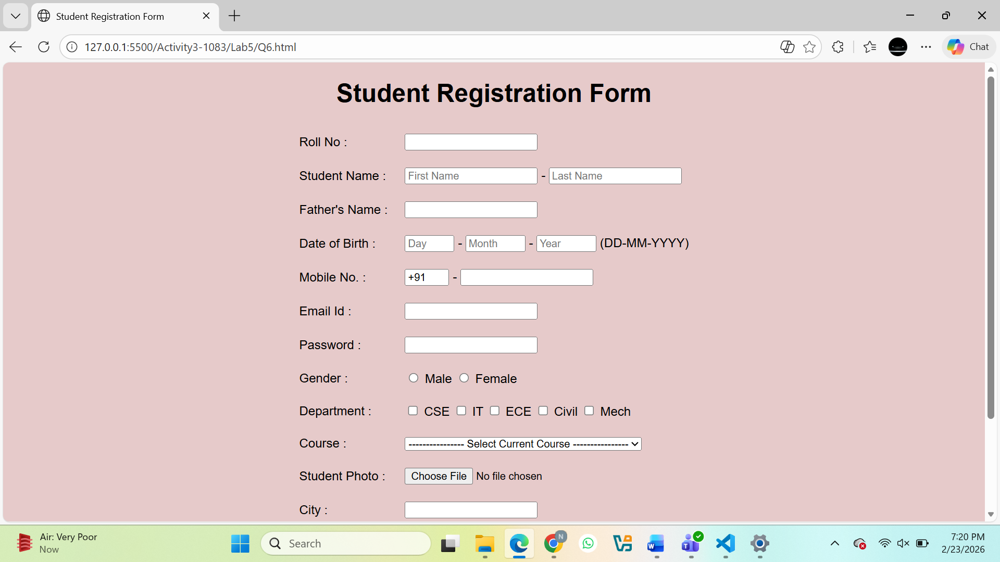 Student Registration Form
127.0.0.1:5500/Activity3-1083/Lab5/Q6.html
Chat
Student Registration Form
Roll No :
Student Name : First Name - Last Name
Father's Name :
Date of Birth : Day - Month - Year (DD-MM-YYYY)
Mobile No. : +91 -
Email Id :
Password :
Gender : Male Female
Department : CSE IT ECE Civil Mech
Course : ---------------- Select Current Course ----------------
Student Photo : Choose File No file chosen
City :
Air: Very Poor
Now
Search
N
7:20 PM
2/23/2026